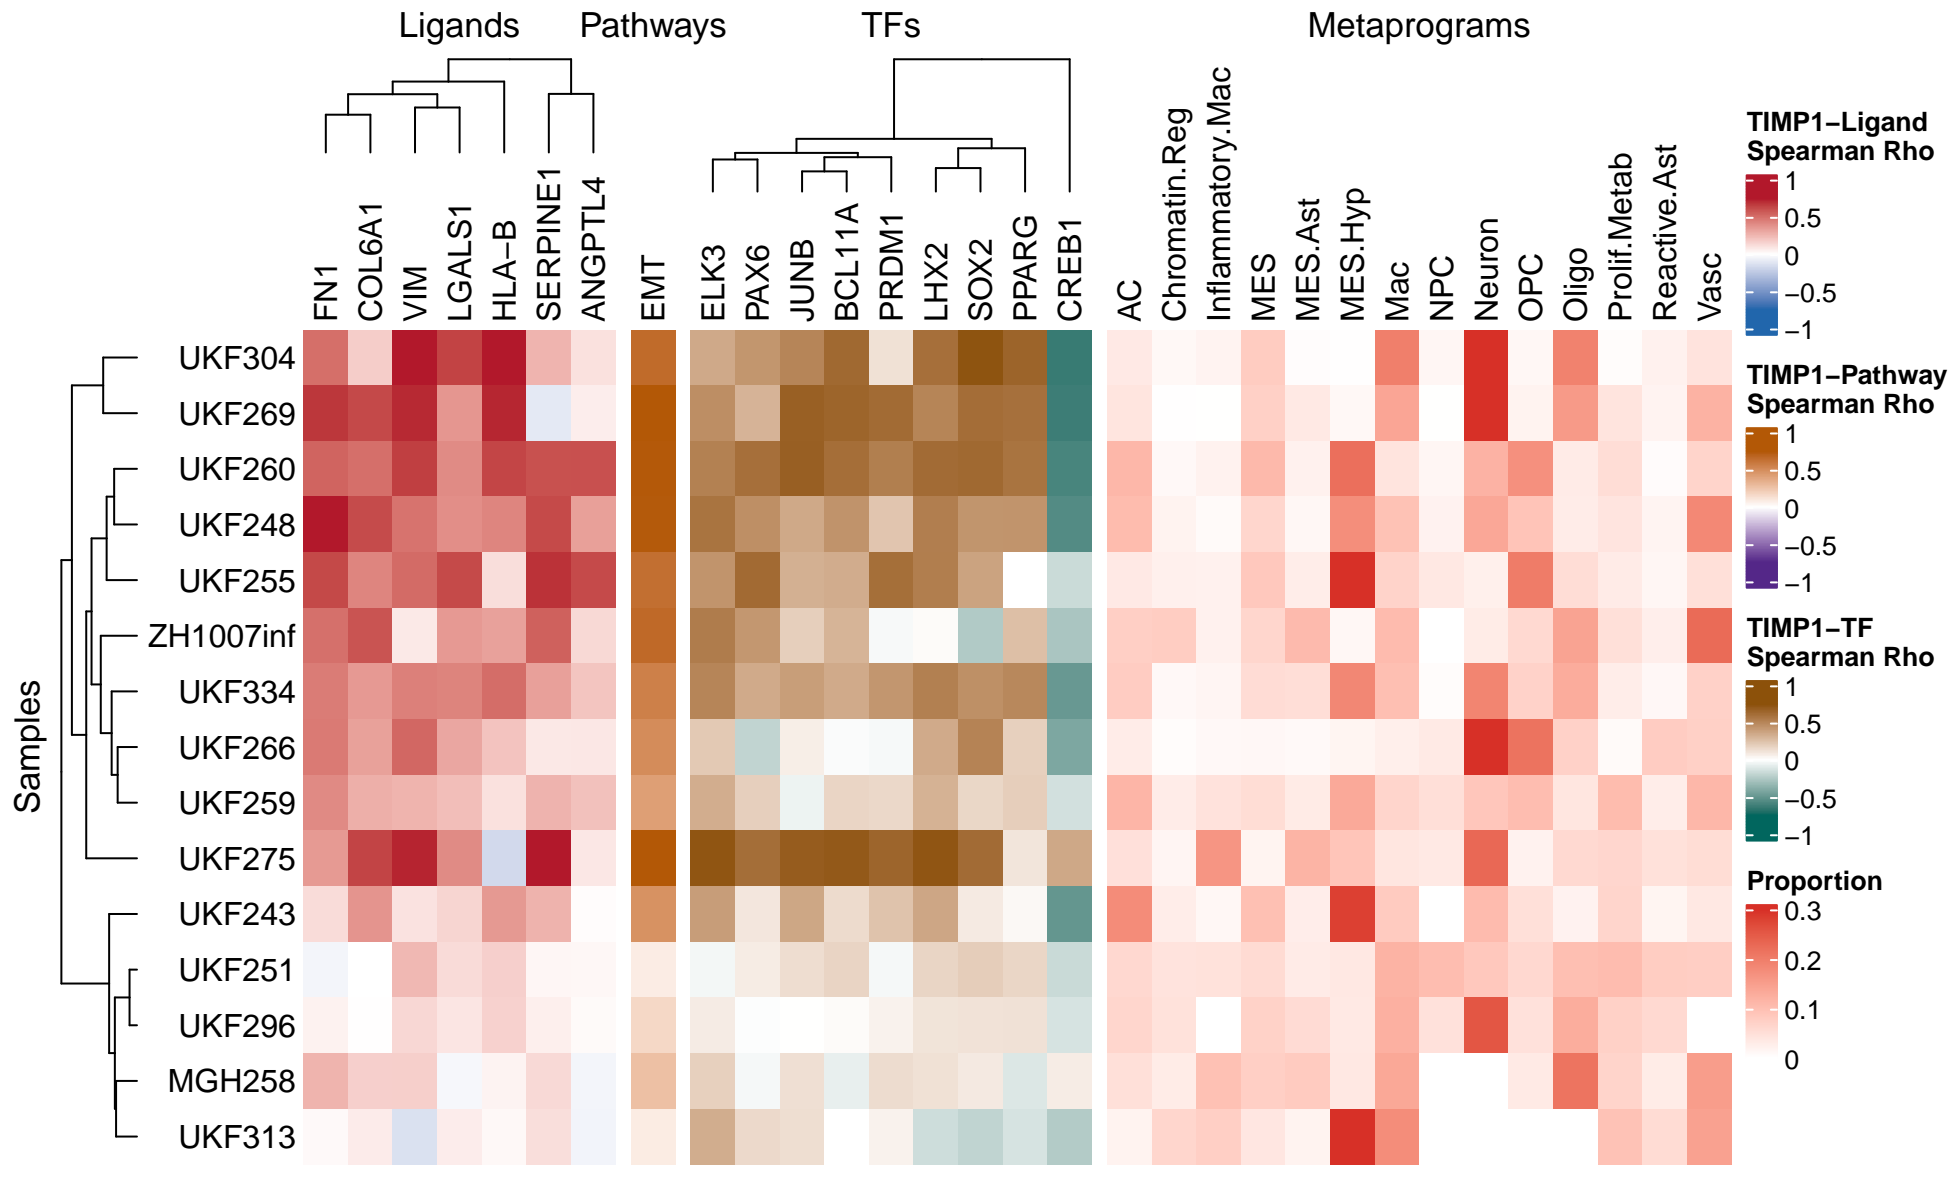 Ligands
Pathways
TFs
Metaprograms
FN1
COL6A1
VIM
LGALS1
HLA−B
SERPINE1
ANGPTL4
EMT
ELK3
PAX6
JUNB
BCL11A
PRDM1
LHX2
SOX2
PPARG
CREB1
AC
Chromatin.Reg
Inflammatory.Mac
MES
MES.Ast
MES.Hyp
Mac
NPC
Neuron
OPC
Oligo
Prolif.Metab
Reactive.Ast
Vasc
Samples
UKF304
UKF269
UKF260
UKF248
UKF255
ZH1007inf
UKF334
UKF266
UKF259
UKF275
UKF243
UKF251
UKF296
MGH258
UKF313
TIMP1−Ligand
Spearman Rho
1
0.5
0
−0.5
−1
TIMP1−Pathway
Spearman Rho
1
0.5
0
−0.5
−1
TIMP1−TF
Spearman Rho
1
0.5
0
−0.5
−1
Proportion
0.3
0.2
0.1
0